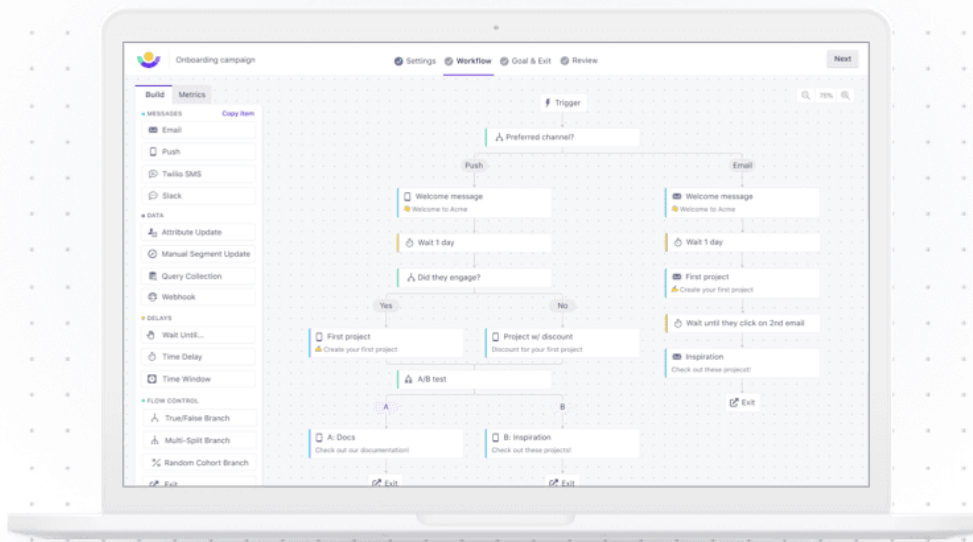 Onboarding campaign
Settings
Workflow
Goal & Exit
Review
Next
Build
Metrics
76%
MESSAGES
Copy Item
Email
Push
Twilio SMS
Slack
DATA
Attribute Update
Manual Segment Update
Query Collection
Webhook
DELAYS
Wait Until...
Time Delay
Time Window
FLOW CONTROL
True/False Branch
Multi-Split Branch
Random Cohort Branch
Exit
Trigger
Preferred channel?
Push
Welcome message
Welcome to Acme
Wait 1 day
Did they engage?
Yes
No
First project
Create your first project
Project w/ discount
Discount for your first project
A/B test
A
B
A: Docs
Check out our documentation!
B: Inspiration
Check out these projects!
Exit
Exit
Email
Welcome message
Welcome to Acme
Wait 1 day
First project
Create your first project
Wait until they click on 2nd email
Inspiration
Check out these projects!
Exit